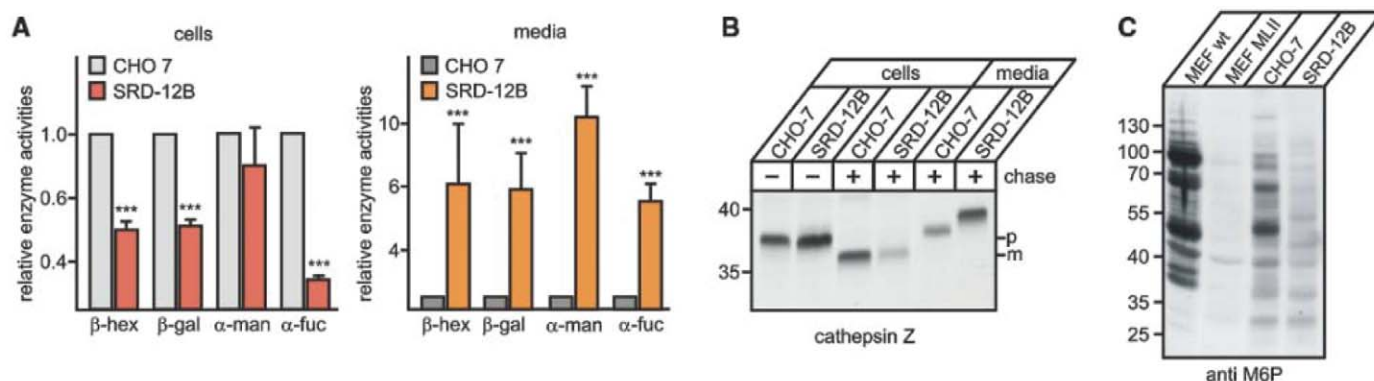 A
cells
CHO 7
SRD-12B
relative enzyme activities
1.0
0.6
0.4
***
***
***
β-hex
β-gal
α-man
α-fuc
media
CHO 7
SRD-12B
relative enzyme activities
10
6
4
***
***
***
***
β-hex
β-gal
α-man
α-fuc
B
cells
media
CHO-7
SRD-12B
CHO-7
SRD-12B
CHO-7
SRD-12B
– – + + + + chase
40
35
p
m
cathepsin Z
C
MEF wt
MEF MLII
CHO-7
SRD-12B
130
100
70
55
40
35
25
anti M6P